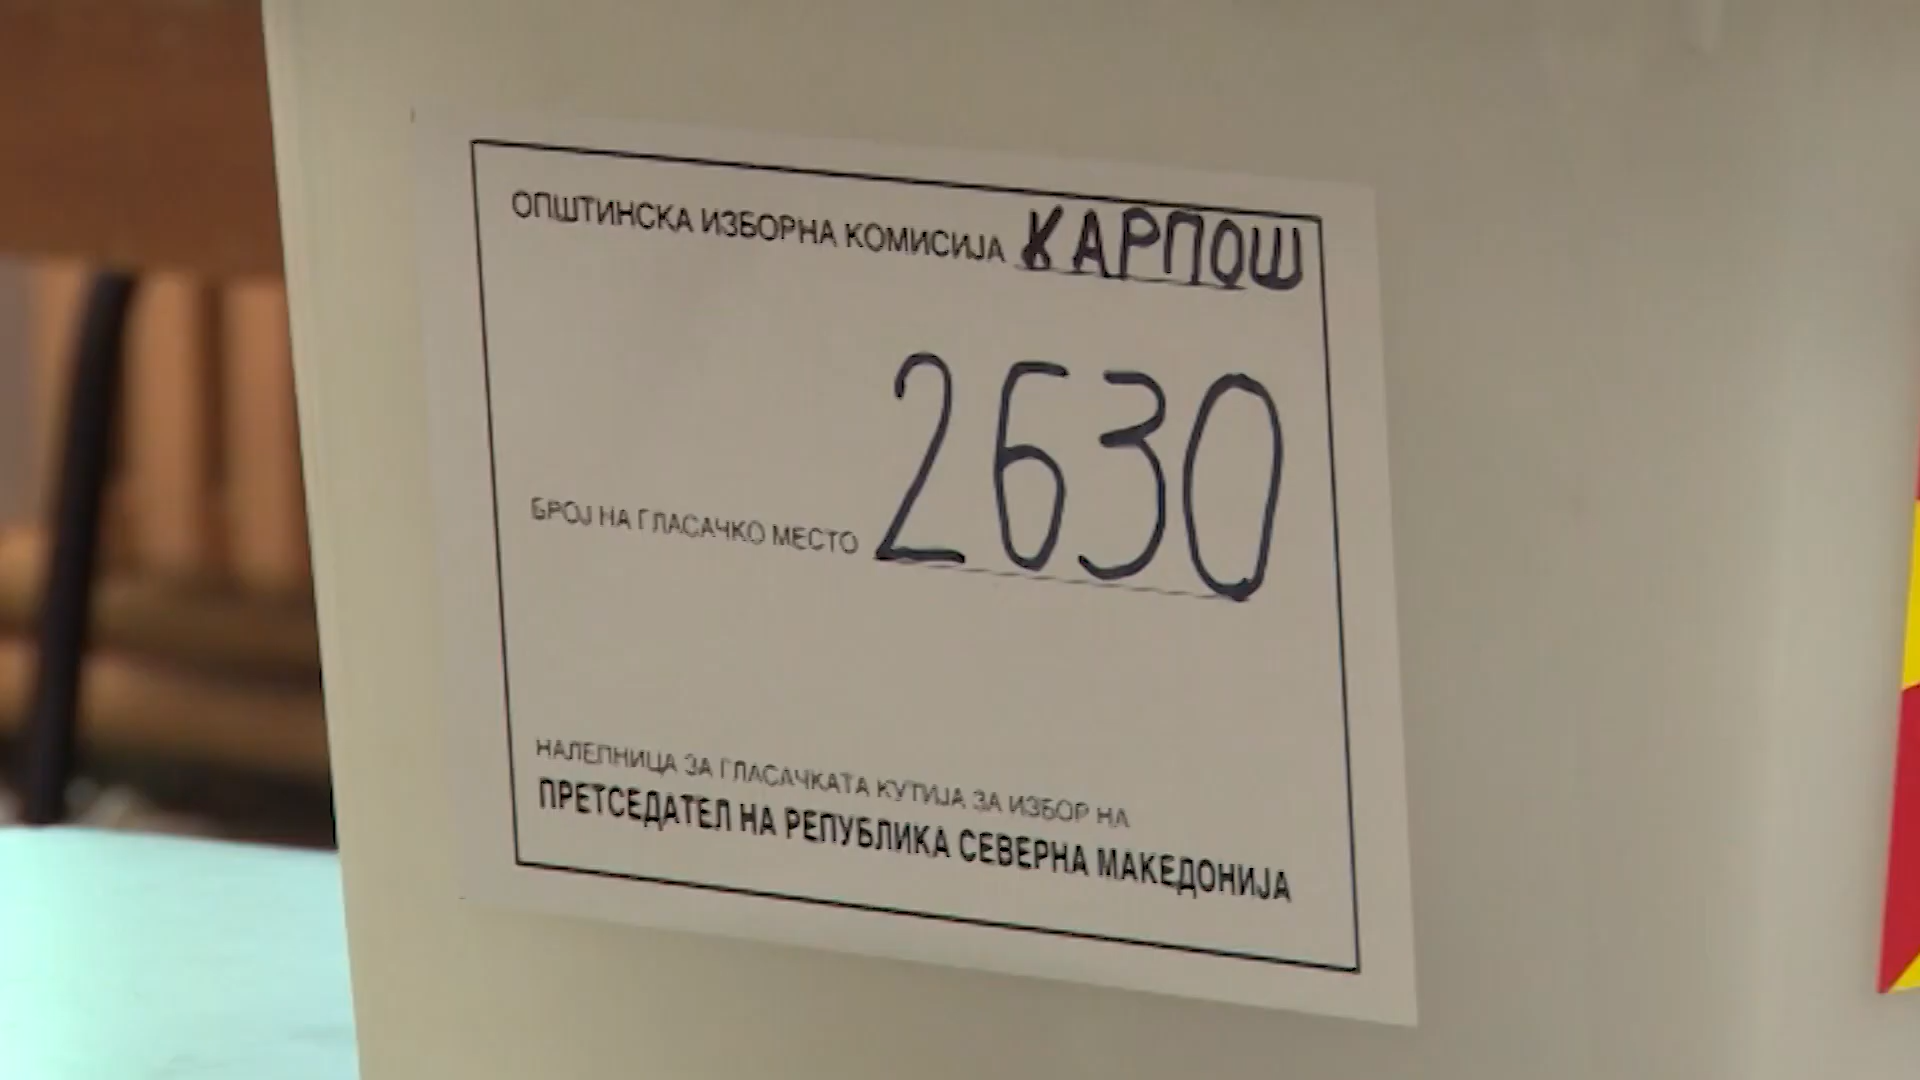 ОПШТИНСКА ИЗБОРНА КОМИСИЈА КАРПОШ
БРОЈ НА ГЛАСАЧКО МЕСТО 2630
НАЛЕПНИЦА ЗА ГЛАСАЧКАТА КУТИЈА ЗА ИЗБОР НА
ПРЕТСЕДАТЕЛ НА РЕПУБЛИКА СЕВЕРНА МАКЕДОНИЈА